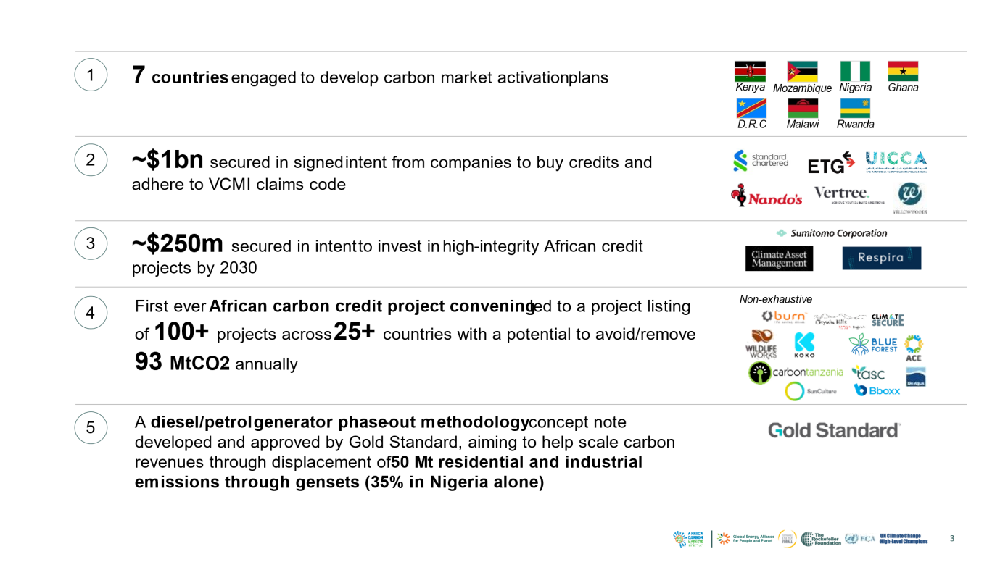 1
7 countries engaged to develop carbon market activationplans
Kenya Mozambique Nigeria Ghana
D.R.C Malawi Rwanda
2
~$1bn secured in signed intent from companies to buy credits and
adhere to VCMI claims code
standard
chartered
ETG
UICCA
Nando's
Vertree.
YELLOWWOODS
3
~$250m secured in intent to invest in high-integrity African credit
projects by 2030
Sumitomo Corporation
Climate Asset
Management
Respira
4
First ever African carbon credit project convening led to a project listing
of 100+ projects across 25+ countries with a potential to avoid/remove
93 MtCO2 annually
Non-exhaustive
burn
Chyulu Hills
CLIMATE
SECURE
WILDLIFE
WORKS
KOKO
BLUE
FOREST
ACE
carbontanzania
tasc
DelAgua
SunCulture
Bboxx
5
A diesel/petrol generator phase-out methodology concept note
developed and approved by Gold Standard, aiming to help scale carbon
revenues through displacement of 50 Mt residential and industrial
emissions through gensets (35% in Nigeria alone)
Gold Standard
AFRICA
CARBON
MARKETS
Global Energy Alliance
for People and Planet
SUSTAINABLE
ENERGY
FOR ALL
The
Rockefeller
Foundation
ECA
UN Climate Change
High-Level Champions
3